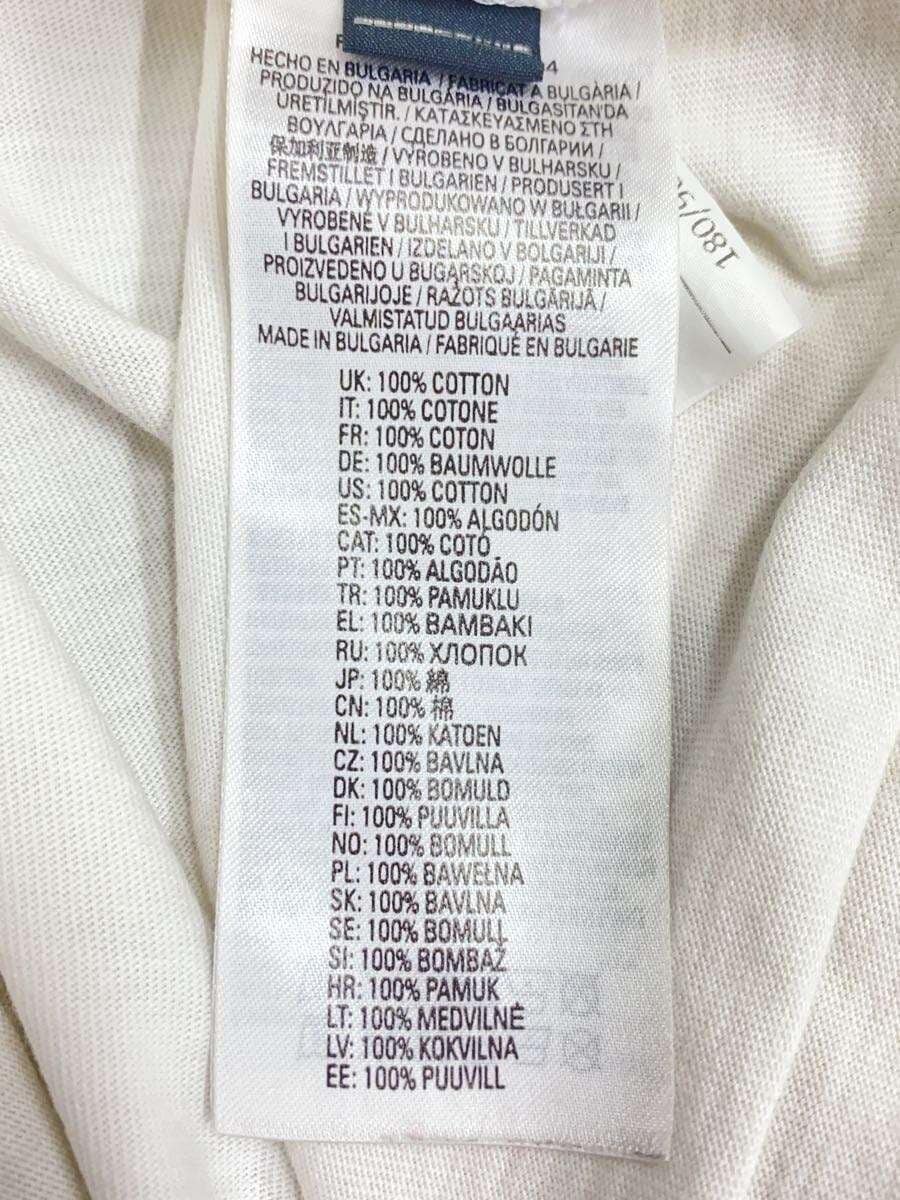 HECHO EN BULGARIA / FABRICAT A BULGÀRIA /
PRODUZIDO NA BULGÁRIA / BULGASITAN'DA
ÜRETILMIŞTIR. / ΚΑΤΑΣΚΕΥΑΣΜΕΝΟ ΣΤΗ
ΒΟΥΛΓΑΡΙΑ / СДЕЛАНО В БОЛГАРИИ /
保加利亚制造 / VYROBENO V BULHARSKU /
FREMSTILLET I BULGARIEN / PRODUSERT I
BULGARIA / WYPRODUKOWANO W BUŁGARII /
VYROBENÉ V BULHARSKU / TILLVERKAD
I BULGARIEN / IZDELANO V BOLGARIJI /
PROIZVEDENO U BUGARSKOJ / PAGAMINTA
BULGARIJOJE / RAŽOTS BULGĀRIJĀ /
VALMISTATUD BULGAARIAS
MADE IN BULGARIA / FABRIQUÉ EN BULGARIE
UK: 100% COTTON
IT: 100% COTONE
FR: 100% COTON
DE: 100% BAUMWOLLE
US: 100% COTTON
ES-MX: 100% ALGODÓN
CAT: 100% COTÓ
PT: 100% ALGODÃO
TR: 100% PAMUKLU
EL: 100% ΒΑΜΒΑΚΙ
RU: 100% ХЛОПОК
JP: 100% 綿
CN: 100% 棉
NL: 100% KATOEN
CZ: 100% BAVLNA
DK: 100% BOMULD
FI: 100% PUUVILLA
NO: 100% BOMULL
PL: 100% BAWEŁNA
SK: 100% BAVLNA
SE: 100% BOMULL
SI: 100% BOMBAŽ
HR: 100% PAMUK
LT: 100% MEDVILNĖ
LV: 100% KOKVILNA
EE: 100% PUUVILL